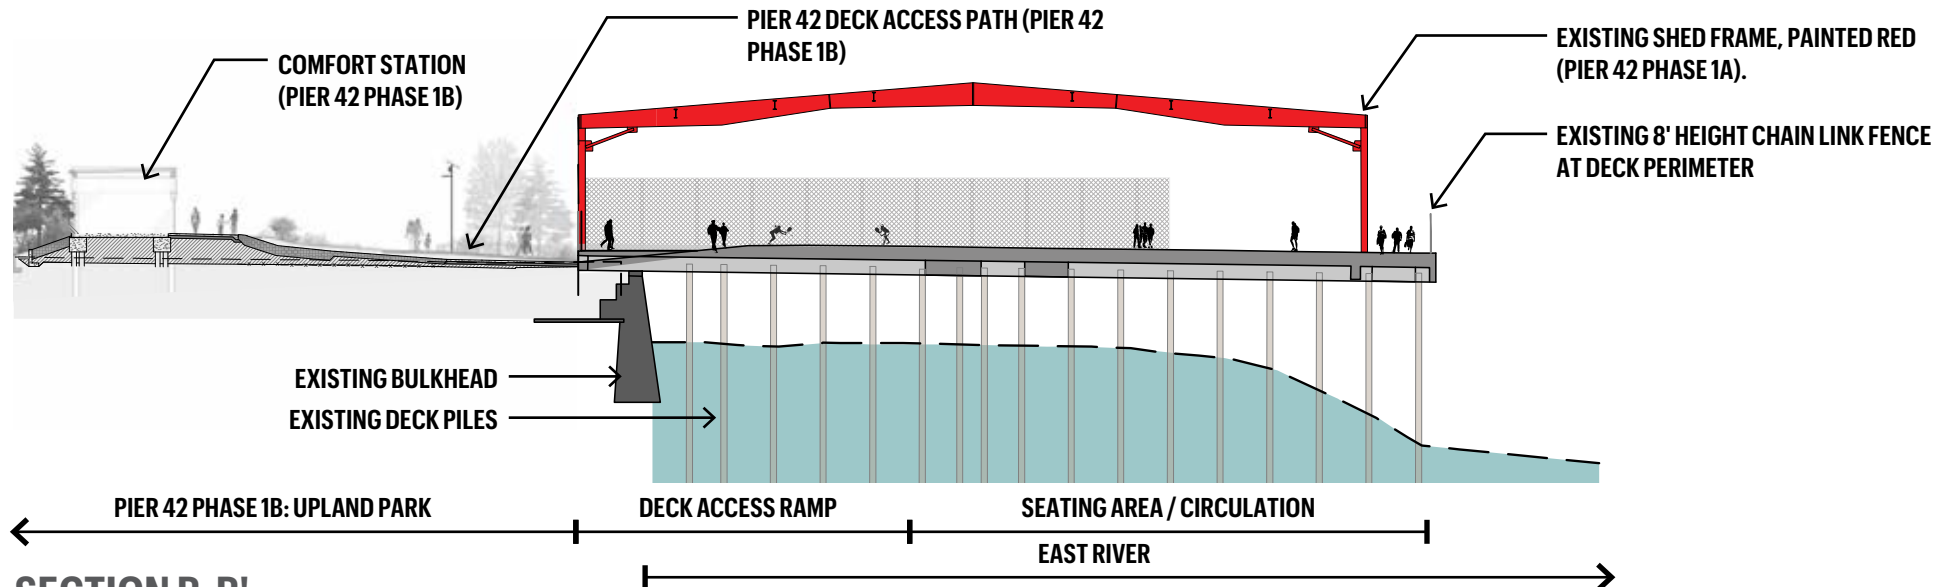 PIER 42 DECK ACCESS PATH (PIER 42
PHASE 1B)
COMFORT STATION
(PIER 42 PHASE 1B)
EXISTING SHED FRAME, PAINTED RED
(PIER 42 PHASE 1A).
EXISTING 8' HEIGHT CHAIN LINK FENCE
AT DECK PERIMETER
EXISTING BULKHEAD
EXISTING DECK PILES
PIER 42 PHASE 1B: UPLAND PARK
DECK ACCESS RAMP
SEATING AREA / CIRCULATION
EAST RIVER
SECTION B-B'